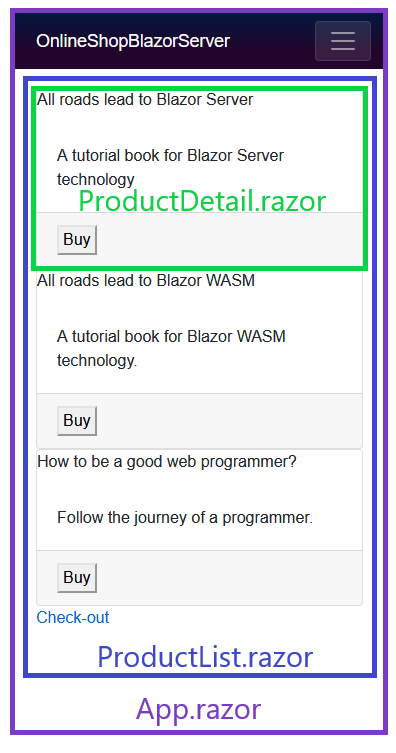 OnlineShopBlazorServer
All roads lead to Blazor Server
A tutorial book for Blazor Server
technology
ProductDetail.razor
Buy
All roads lead to Blazor WASM
A tutorial book for Blazor WASM
technology.
Buy
How to be a good web programmer?
Follow the journey of a programmer.
Buy
Check-out
ProductList.razor
App.razor